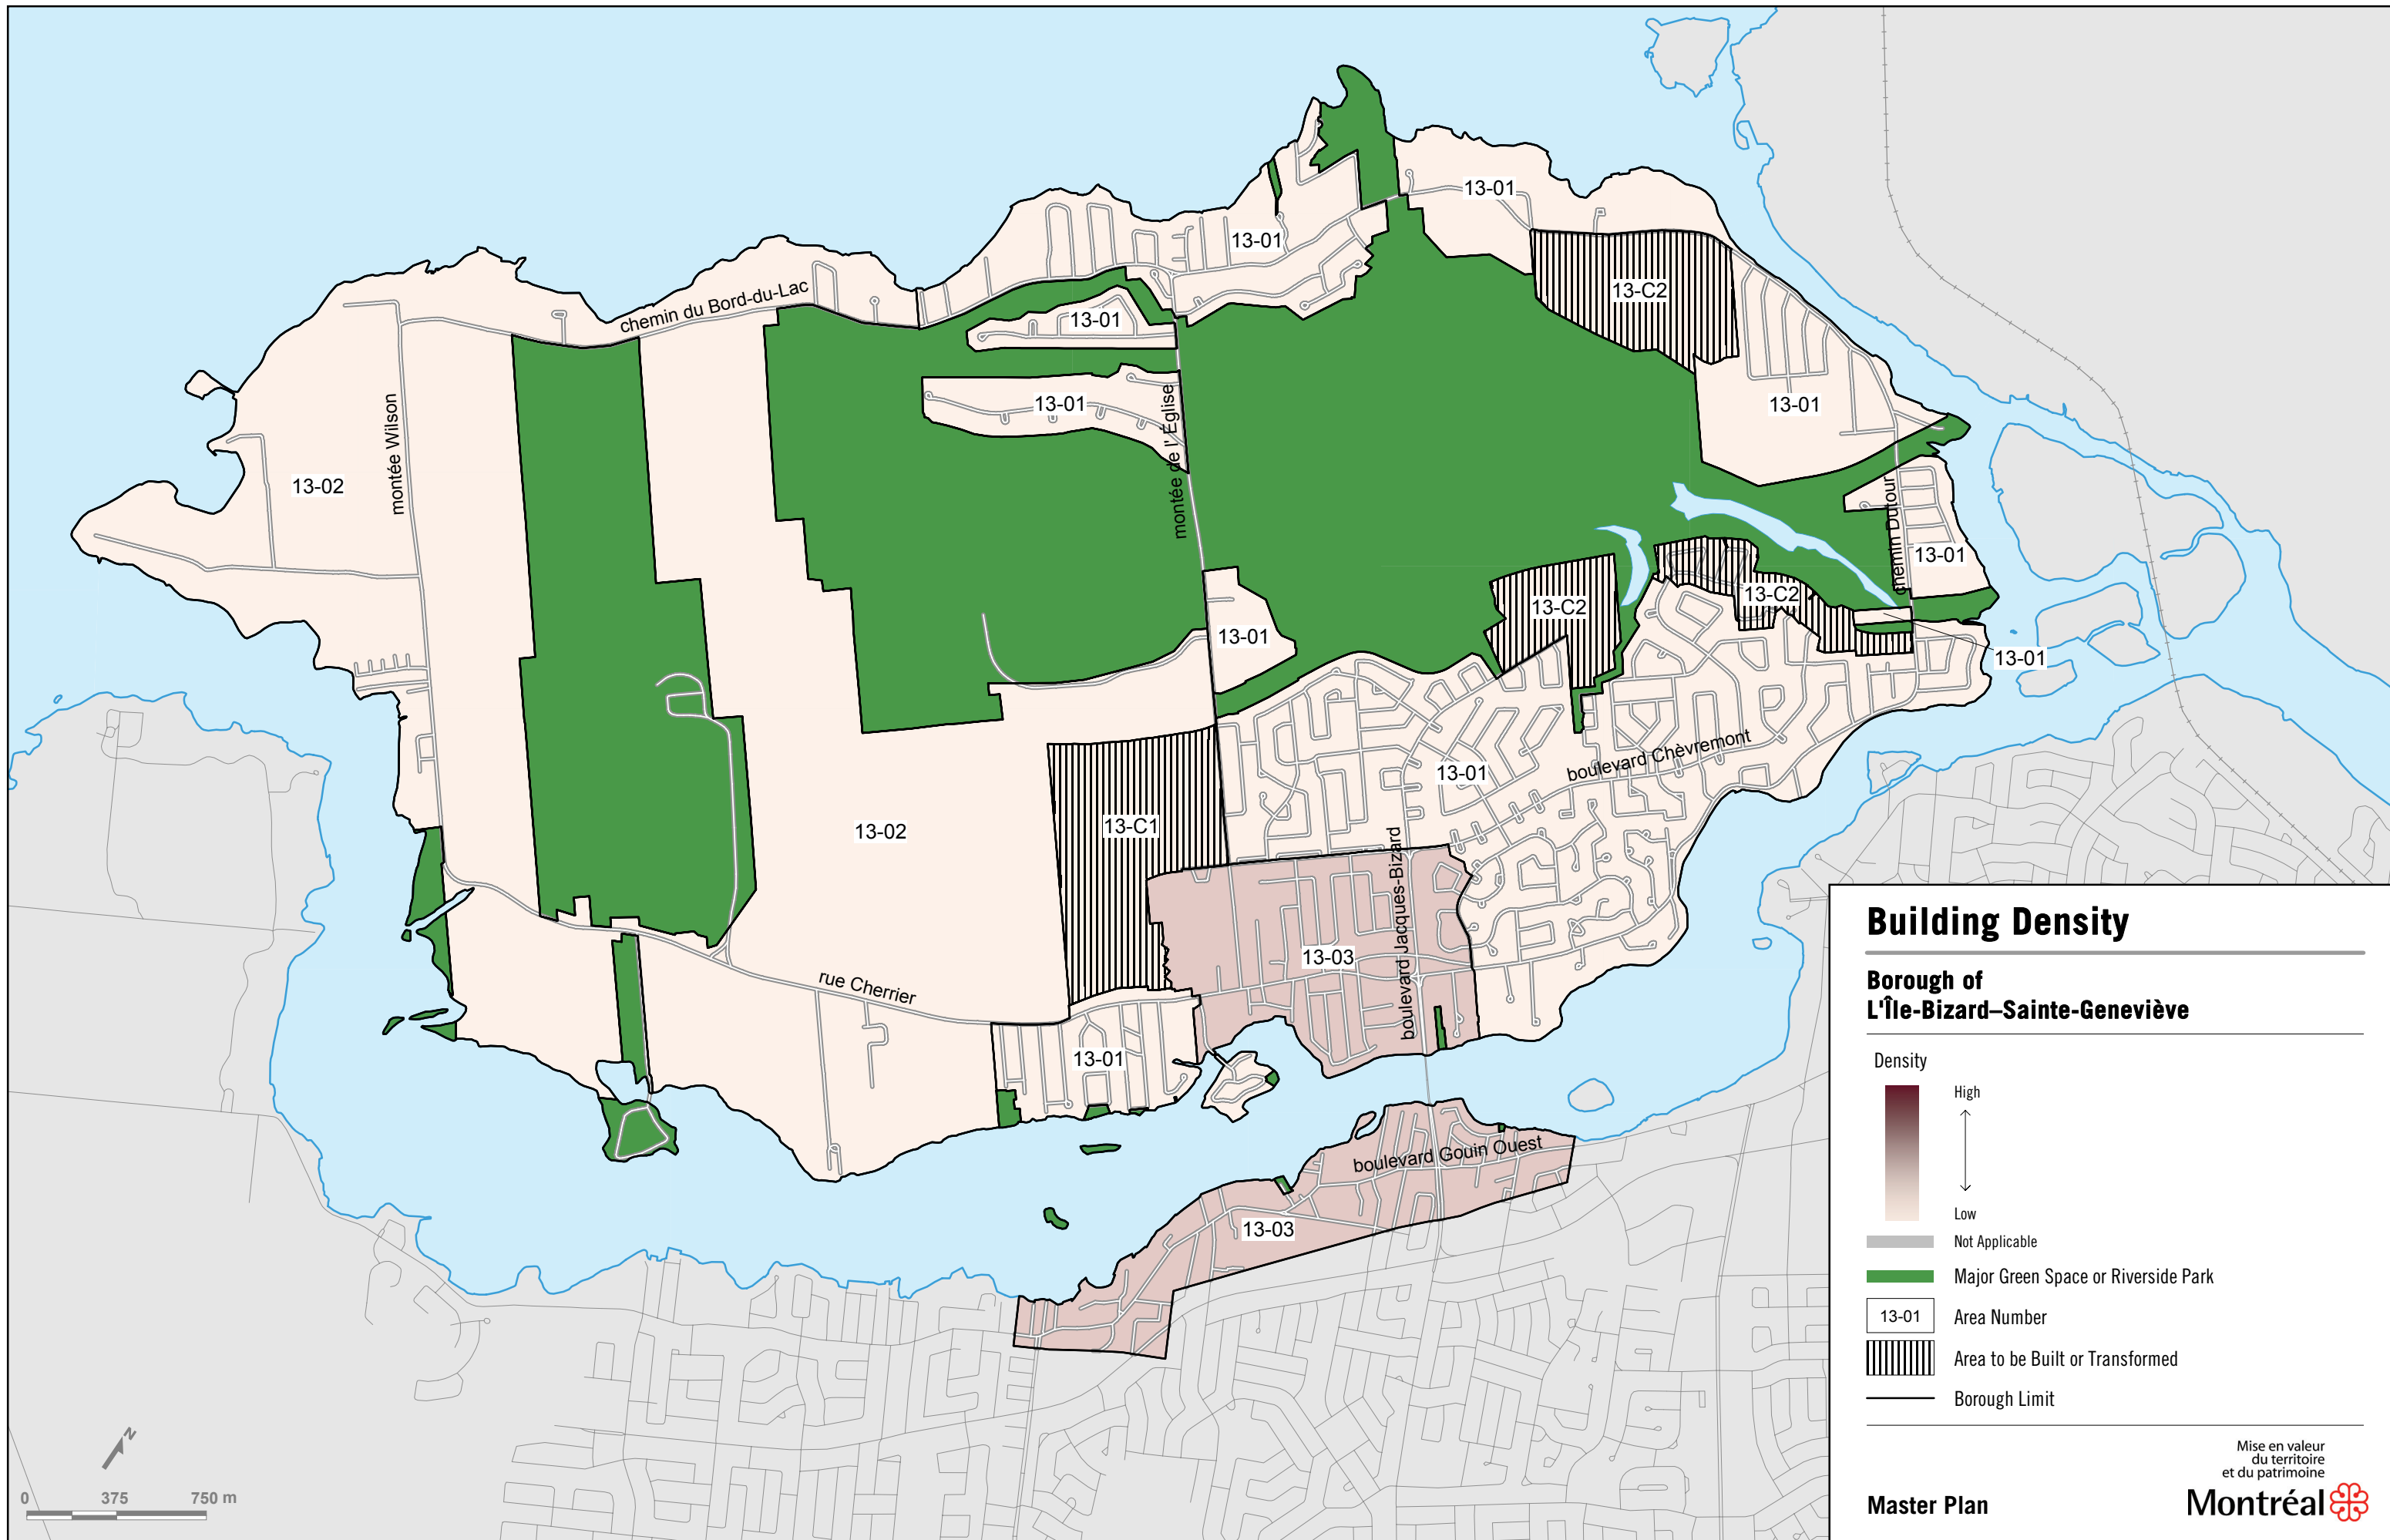 13-01
13-01
13-C2
chemin du Bord-du-Lac
13-01
13-01
13-01
montée Wilson
montée de l' Église
13-02
chemin Dutour
13-01
13-C2
13-C2
13-01
13-01
boulevard Chèvremont
13-01
13-C1
13-02
boulevard Jacques-Bizard
13-03
rue Cherrier
13-01
boulevard Gouin Ouest
13-03
N
0 375 750 m
Building Density
Borough of
L'Île-Bizard–Sainte-Geneviève
Density
High
Low
Not Applicable
Major Green Space or Riverside Park
13-01 Area Number
Area to be Built or Transformed
Borough Limit
Mise en valeur
du territoire
et du patrimoine
Master Plan
Montréal